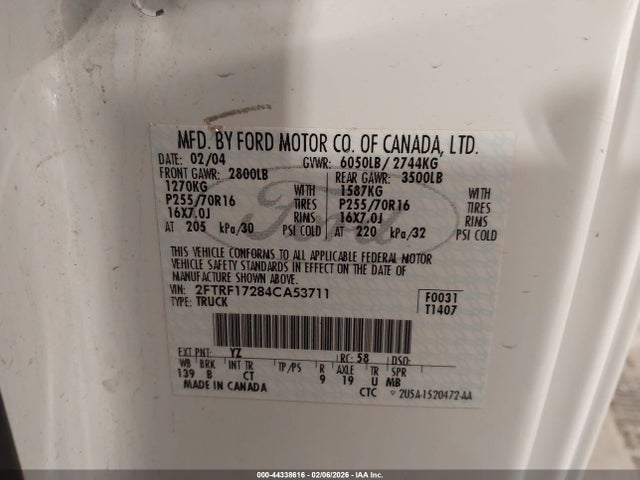 MFD. BY FORD MOTOR CO. OF CANADA, LTD.
DATE: 02/04 GVWR: 6050LB/ 2744KG
FRONT GAWR: 2800LB REAR GAWR: 3500LB
1270KG WITH 1587KG WITH
P255/70R16 TIRES P255/70R16 TIRES
16X7.0J RIMS 16X7.0J RIMS
AT 205 kPa/30 PSI COLD AT 220 kPa/32 PSI COLD
THIS VEHICLE CONFORMS TO ALL APPLICABLE FEDERAL MOTOR
VEHICLE SAFETY STANDARDS IN EFFECT ON THE DATE OF
MANUFACTURE SHOWN ABOVE.
VIN: 2FTRF17284CA53711 F0031
TYPE: TRUCK T1407
Ford
EXT PNT: YZ RC: 58 DSO:
WB BRK INT TR TP/PS R AXLE TR SPR
139 B CT 9 19 U MB
MADE IN CANADA CTC 2U5A-1520472-AA
000-44338616 - 02/06/2026 - IAA Inc.